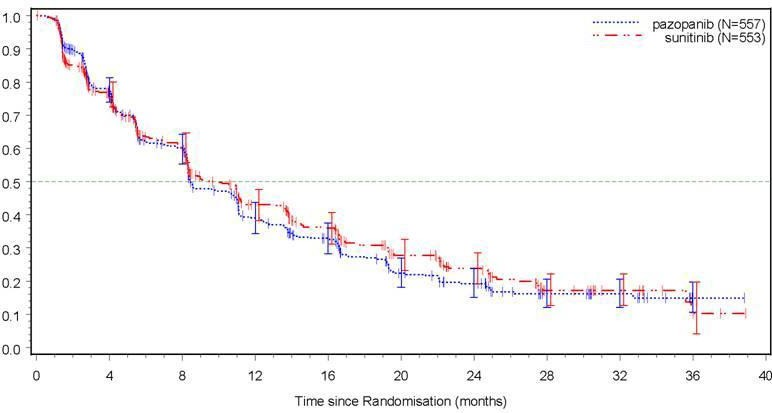 pazopanib (N=557)
sunitinib (N=553)
1.0
0.9
0.8
0.7
0.6
0.5
0.4
0.3
0.2
0.1
0.0
0 4 8 12 16 20 24 28 32 36 40
Time since Randomisation (months)